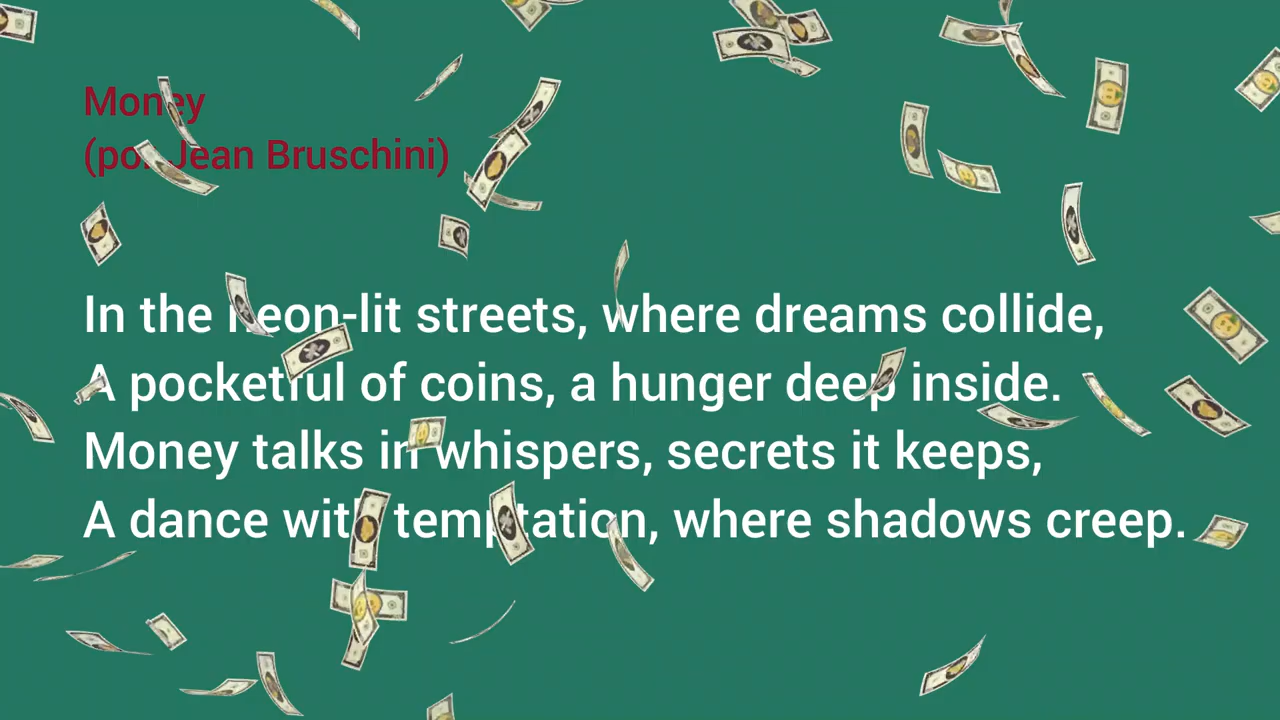 Money
(por Jean Bruschini)
In the neon-lit streets, where dreams collide,
A pocketful of coins, a hunger deep inside.
Money talks in whispers, secrets it keeps,
A dance with temptation, where shadows creep.